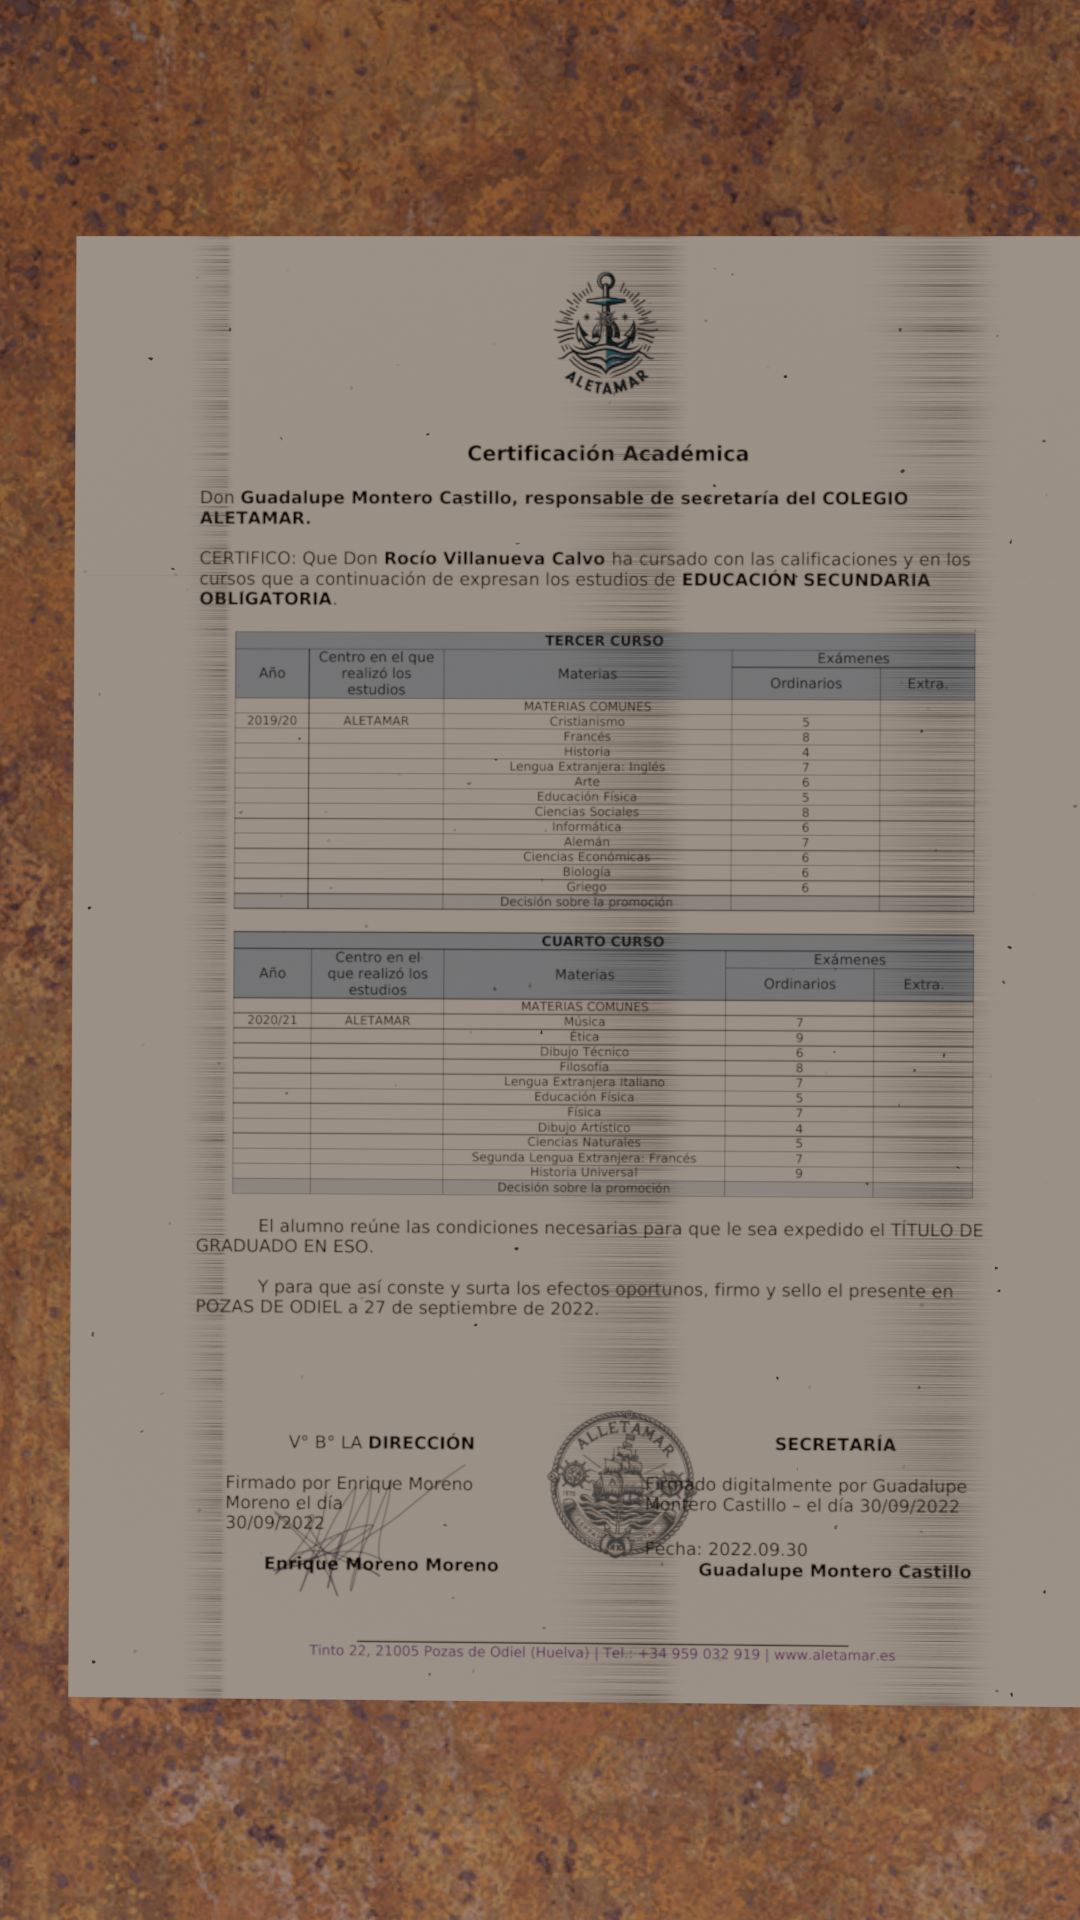 ALETAMAR
Certificación Académica
Don Guadalupe Montero Castillo, responsable de secretaría del COLEGIO
ALETAMAR.
CERTIFICO: Que Don Rocío Villanueva Calvo ha cursado con las calificaciones y en los
cursos que a continuación de expresan los estudios de EDUCACIÓN SECUNDARIA
OBLIGATORIA.
TERCER CURSO
Año Centro en el que realizó los estudios Materias Exámenes
Ordinarios Extra.
MATERIAS COMUNES
2019/20 ALETAMAR Cristianismo 5
Francés 8
Historia 4
Lengua Extranjera: Inglés 7
Arte 6
Educación Física 5
Ciencias Sociales 8
Informática 6
Alemán 7
Ciencias Económicas 6
Biología 6
Griego 6
Decisión sobre la promoción
CUARTO CURSO
Año Centro en el que realizó los estudios Materias Exámenes
Ordinarios Extra.
MATERIAS COMUNES
2020/21 ALETAMAR Música 7
Ética 9
Dibujo Técnico 6
Filosofía 8
Lengua Extranjera Italiano 7
Educación Física 5
Física 7
Dibujo Artístico 4
Ciencias Naturales 5
Segunda Lengua Extranjera: Francés 7
Historia Universal 9
Decisión sobre la promoción
El alumno reúne las condiciones necesarias para que le sea expedido el TÍTULO DE
GRADUADO EN ESO.
Y para que así conste y surta los efectos oportunos, firmo y sello el presente en
POZAS DE ODIEL a 27 de septiembre de 2022.
V° B° LA DIRECCIÓN
Firmado por Enrique Moreno
Moreno el día
30/09/2022
Enrique Moreno Moreno
ALLETAMAR
SECRETARÍA
Firmado digitalmente por Guadalupe
Montero Castillo – el día 30/09/2022
Fecha: 2022.09.30
Guadalupe Montero Castillo
Tinto 22, 21005 Pozas de Odiel (Huelva) | Tel.: +34 959 032 919 | www.aletamar.es